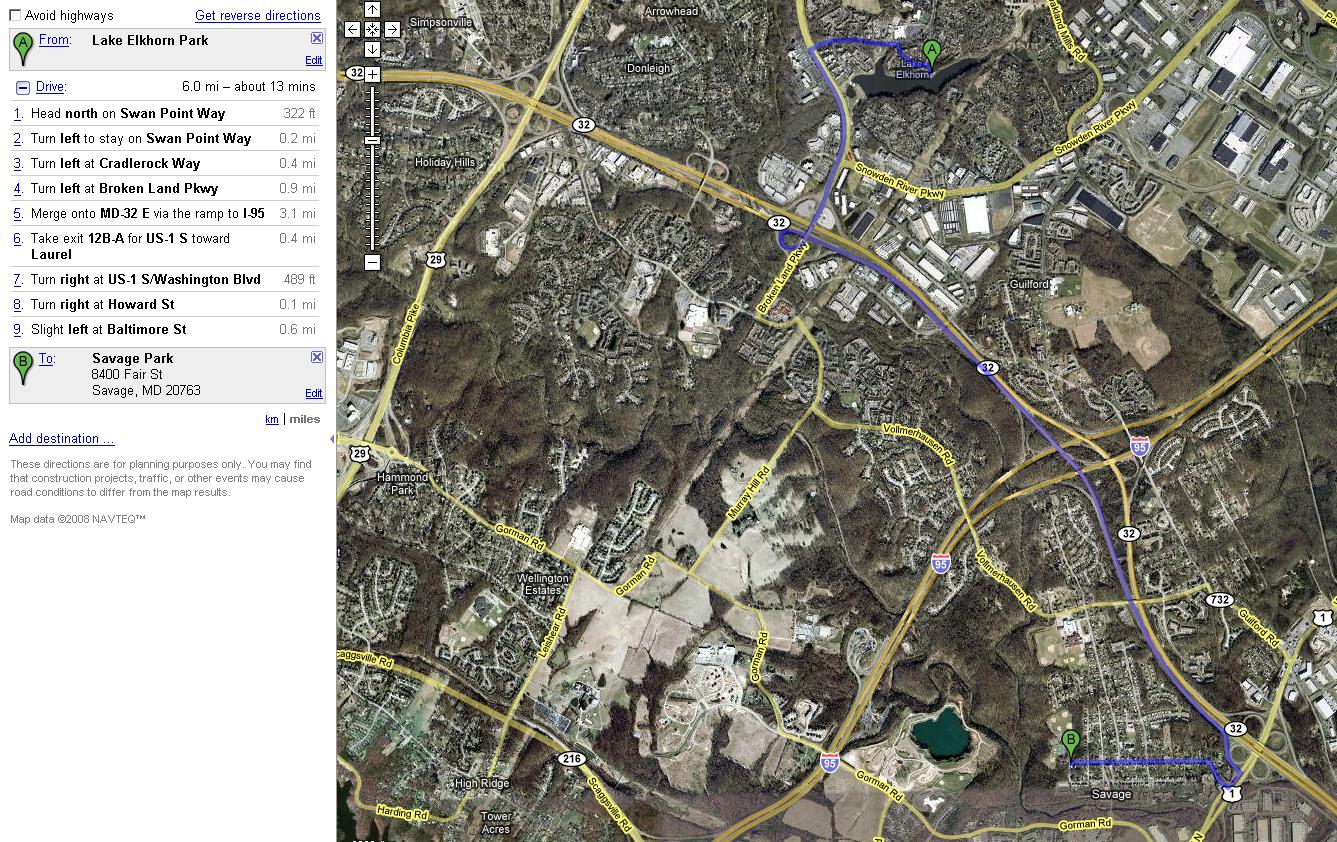 Avoid highways
Get reverse directions
A
From:
Lake Elkhorn Park
Edit
Drive:
6.0 mi – about 13 mins
1. Head north on Swan Point Way 322 ft
2. Turn left to stay on Swan Point Way 0.2 mi
3. Turn left at Cradlerock Way 0.4 mi
4. Turn left at Broken Land Pkwy 0.9 mi
5. Merge onto MD-32 E via the ramp to I-95 3.1 mi
6. Take exit 12B-A for US-1 S toward 0.4 mi
Laurel
7. Turn right at US-1 S/Washington Blvd 489 ft
8. Turn right at Howard St 0.1 mi
9. Slight left at Baltimore St 0.6 mi
B
To:
Savage Park
8400 Fair St
Savage, MD 20763
Edit
km | miles
Add destination ...
These directions are for planning purposes only. You may find
that construction projects, traffic, or other events may cause
road conditions to differ from the map results.
Map data ©2008 NAVTEQ™
Simpsonville
Arrowhead
akland Mills Rd
Donleigh
A
Lake
Elkhorn
32
32
Snowden River Pkwy
Holiday Hills
Snowden River Pkwy
32
29
Broken Land Pkwy
Guilford
Columbia Pike
32
Vollmerhausen Rd
95
29
Hammond
Park
Murray Hill Rd
Gorman Rd
32
95
Wellington
Estates
Gorman Rd
Vollmerhausen Rd
732
Guilford Rd
1
Leishear Rd
Gorman Rd
caggsville Rd
B
32
216
95
High Ridge
Gorman Rd
Savage
1
Scaggsville Rd
Harding Rd
Tower
Acres
Gorman Rd
N